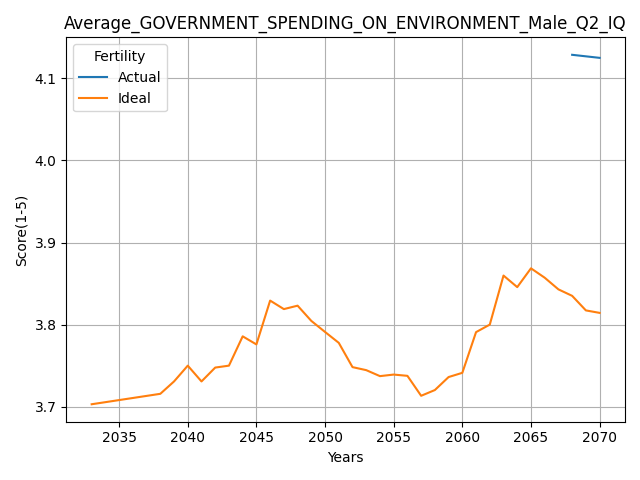 Average_GOVERNMENT_SPENDING_ON_ENVIRONMENT_Male_Q2_IQ
Fertility
Actual
Ideal
4.1
4.0
3.9
3.8
3.7
Score(1-5)
2035 2040 2045 2050 2055 2060 2065 2070
Years